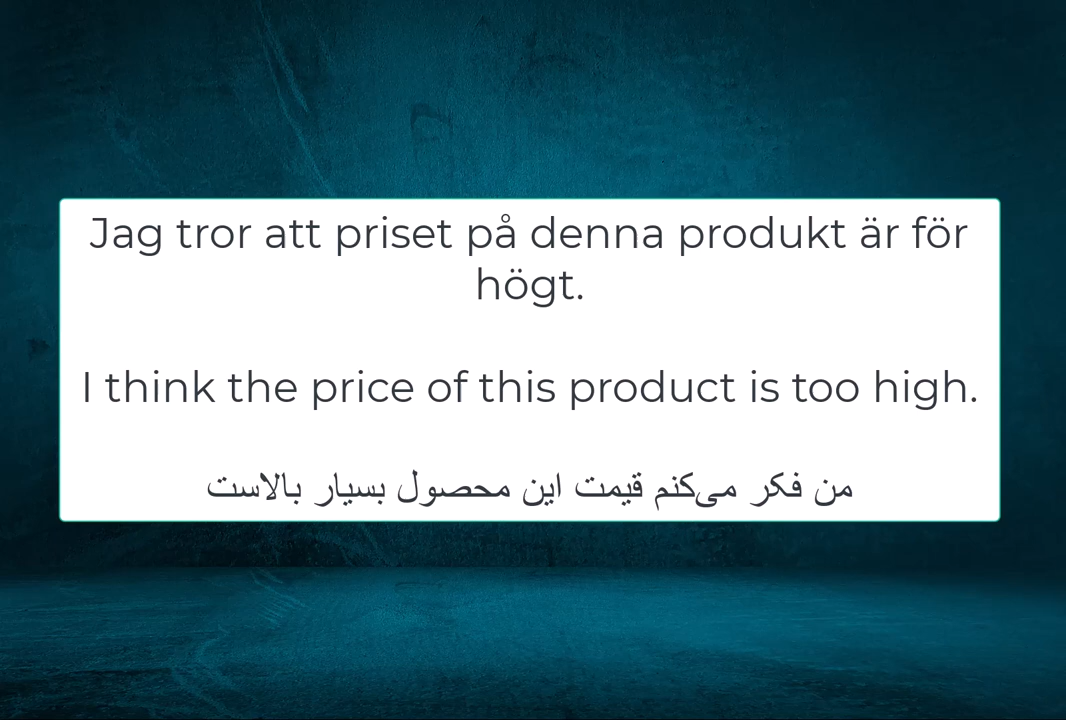 Jag tror att priset på denna produkt är för
högt.
I think the price of this product is too high.
من فکر می‌کنم قیمت این محصول بسیار بالاست